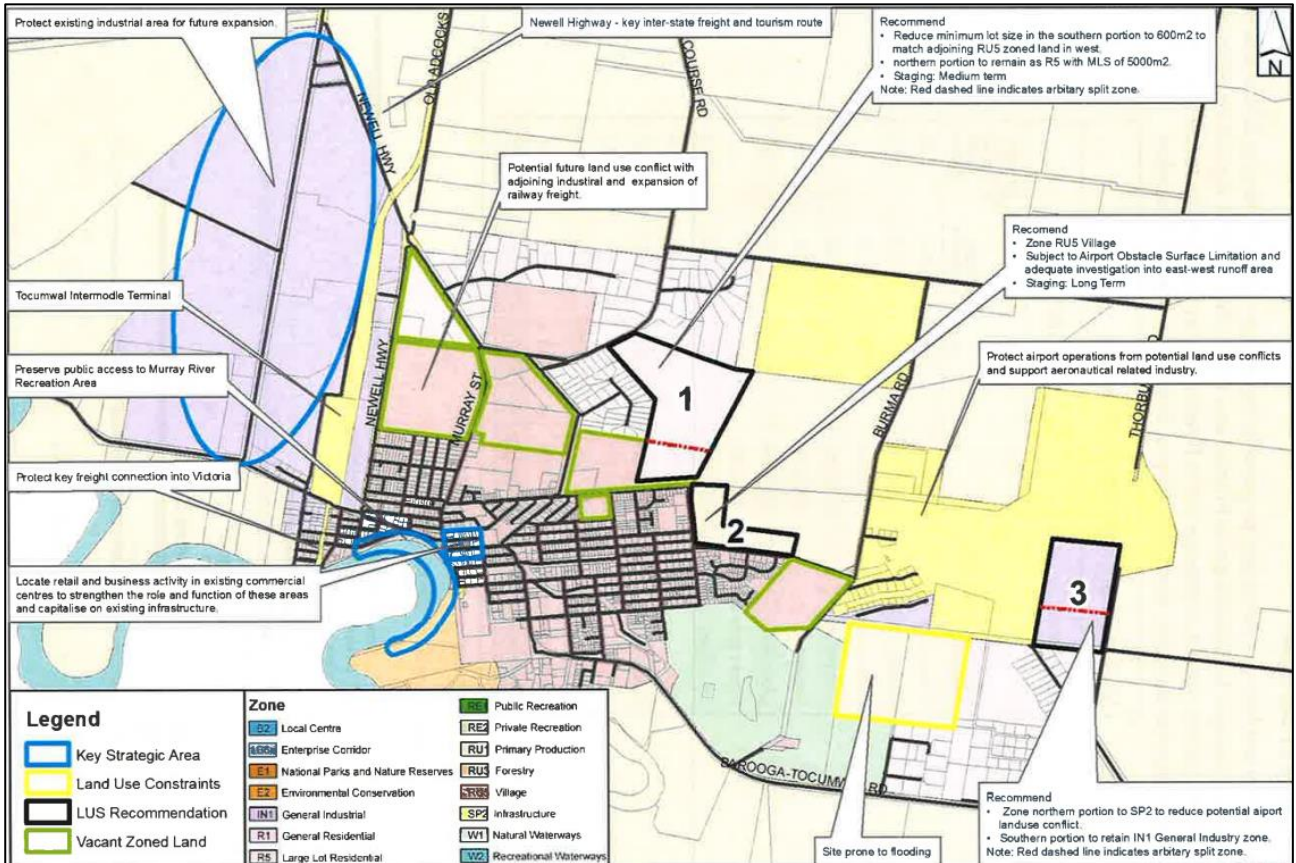 Protect existing industrial area for future expansion.
Newell Highway - key inter-state freight and tourism route
Recommend
• Reduce minimum lot size in the southern portion to 600m2 to
match adjoining RU5 zoned land in west.
• northern portion to remain as R5 with MLS of 5000m2.
• Staging: Medium term
Note: Red dashed line indicates arbitary split zone.
N
OLD ADCOCKS
COURSE RD
NEWELL HWY
Potential future land use conflict with
adjoining industiral and expansion of
railway freight.
Recomend
• Zone RU5 Village
• Subject to Airport Obstacle Surface Limitation and
adequate investigation into east-west runoff area
• Staging: Long Term
Tocumwal Intermodle Terminal
Preserve public access to Murray River
Recreation Area
Protect airport operations from potential land use conflicts
and support aeronautical related industry.
NEWELL HWY
MURRAY ST
BURMA RD
THORBU
1
2
3
Protect key freight connection into Victoria
Locate retail and business activity in existing commercial
centres to strengthen the role and function of these areas
and capitalise on existing infrastructure.
BAROOGA-TOCUMW
RD
Site prone to flooding
Recommend
• Zone northern portion to SP2 to reduce potential aiport
landuse conflict.
• Southern portion to retain IN1 General Industry zone.
Note: Red dashed line indicates arbitary split zone.
Legend
Key Strategic Area
Land Use Constraints
LUS Recommendation
Vacant Zoned Land
Zone
B2 Local Centre
Enterprise Corridor
E1 National Parks and Nature Reserves
E2 Environmental Conservation
IN1 General Industrial
R1 General Residential
R5 Large Lot Residential
RE1 Public Recreation
RE2 Private Recreation
RU1 Primary Production
RU3 Forestry
Village
SP2 Infrastructure
W1 Natural Waterways
W2 Recreational Waterways